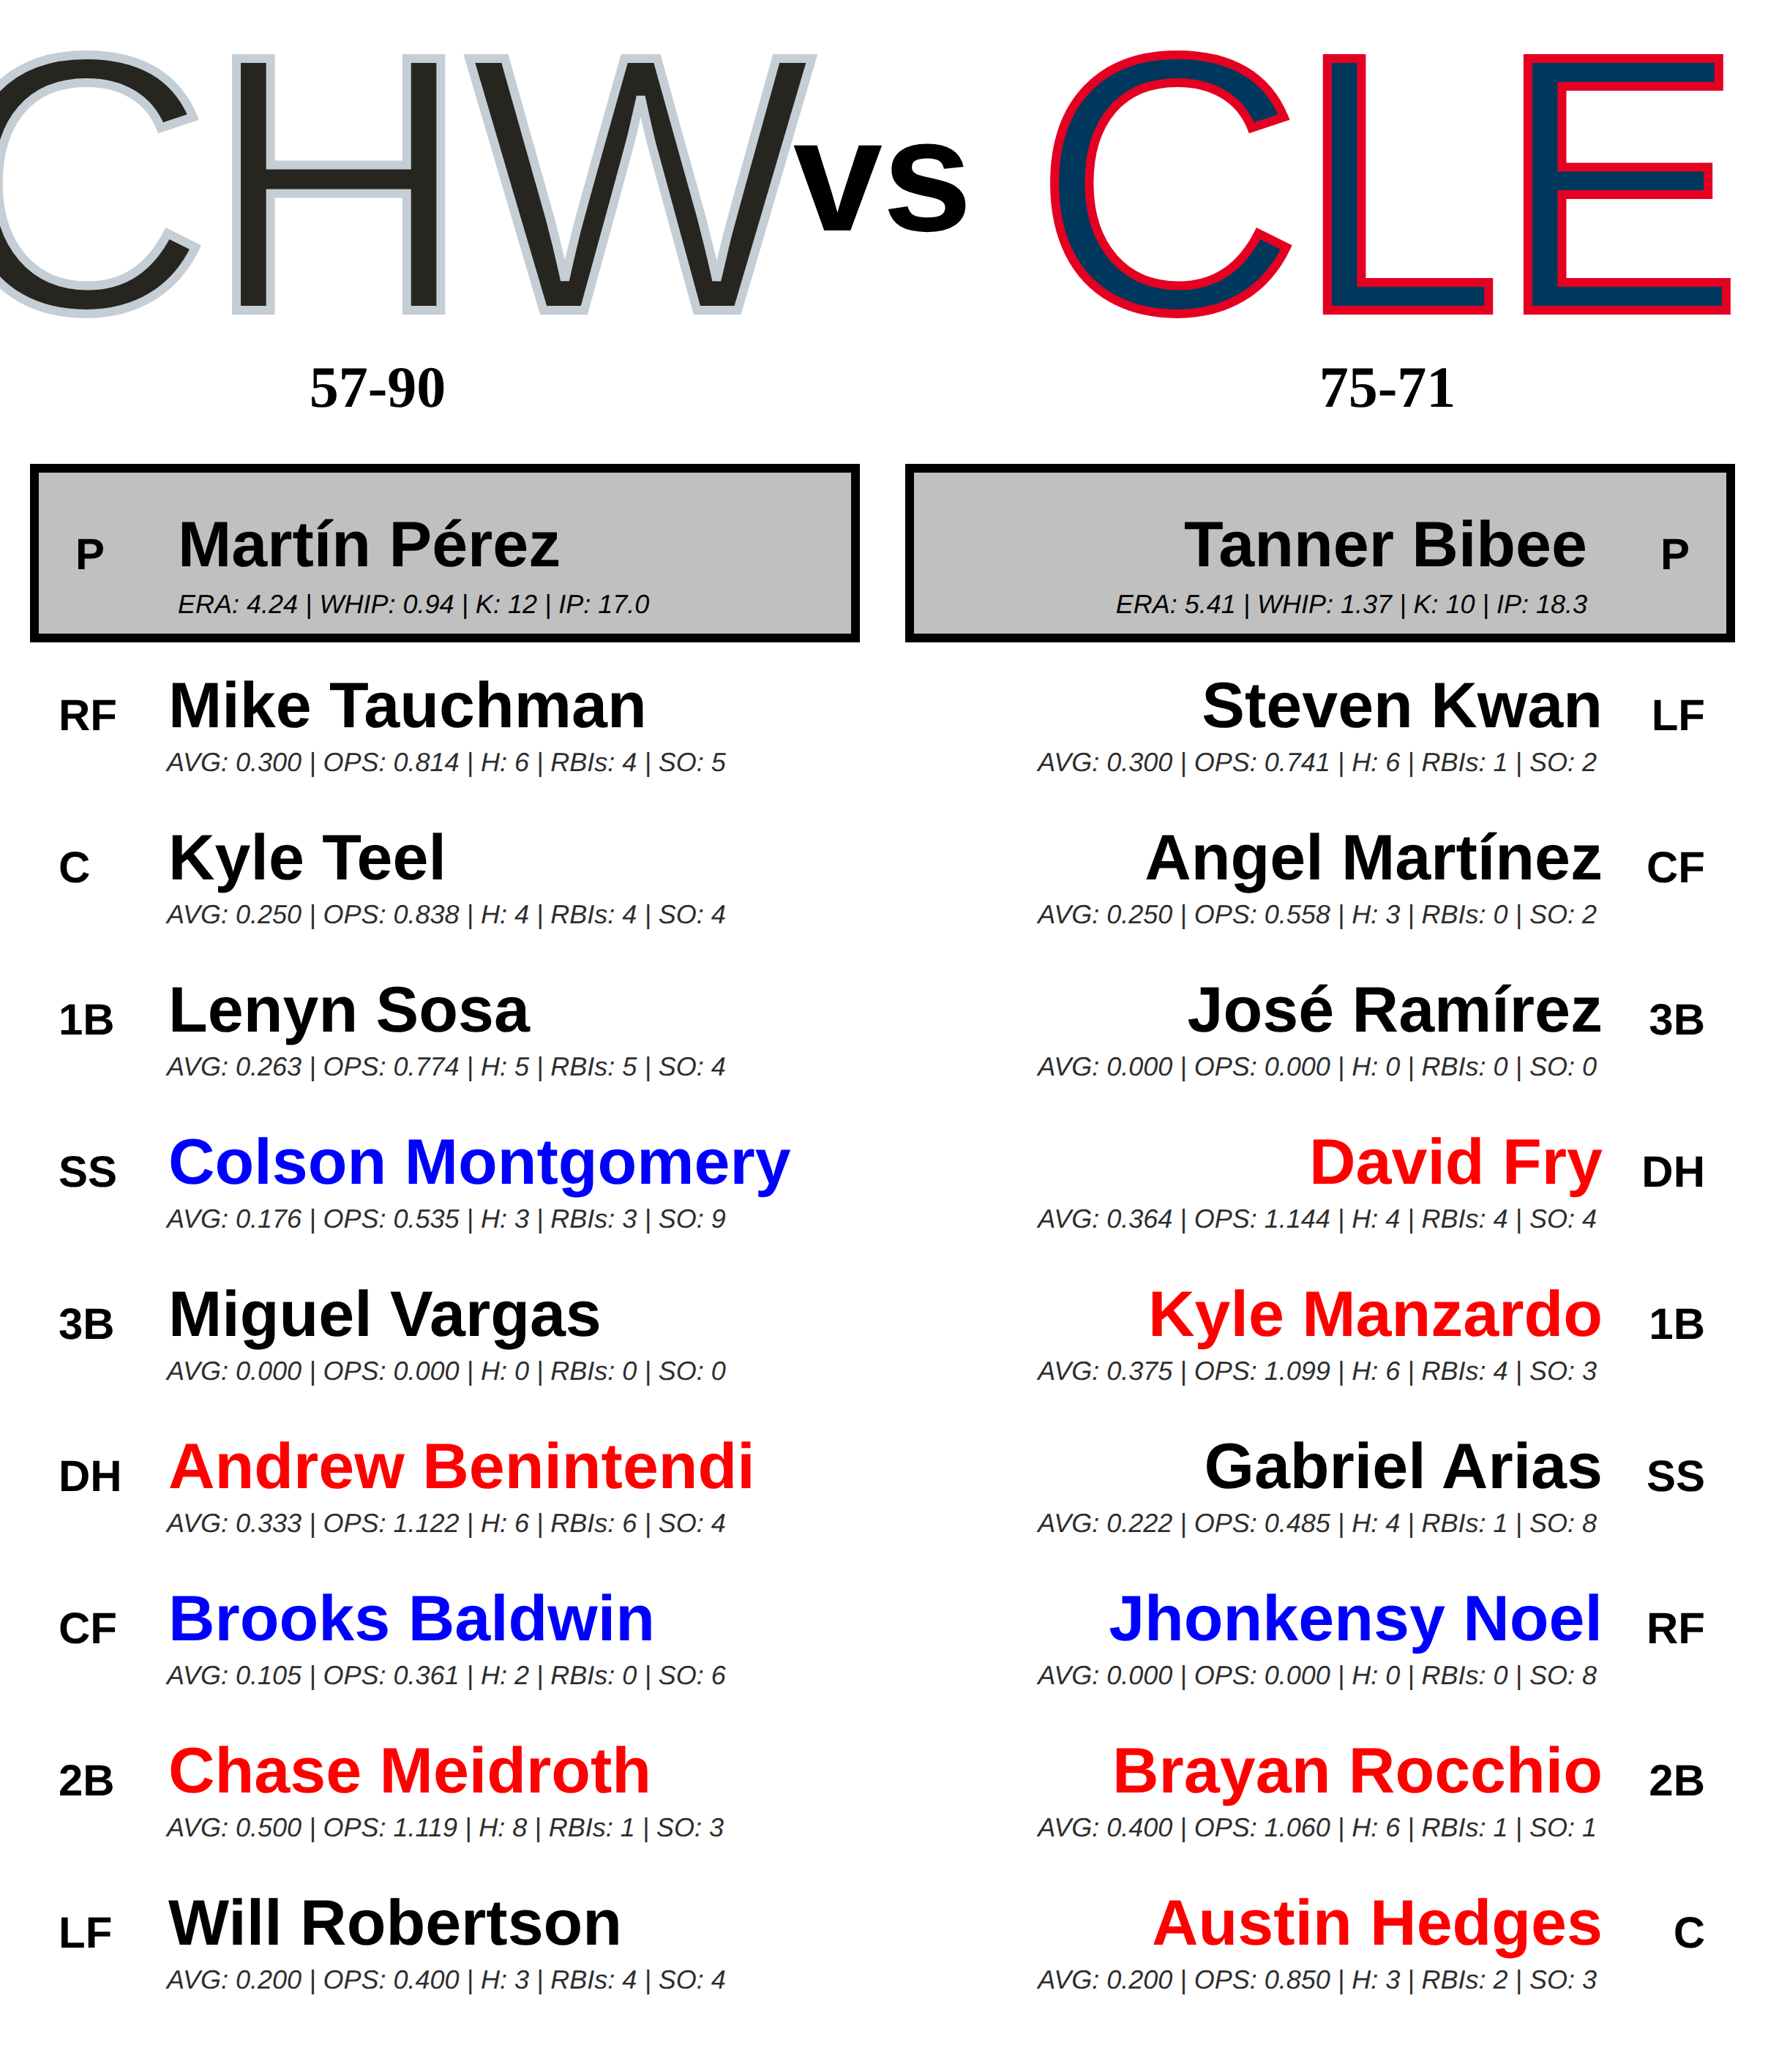 CHW vs CLE
57-90
75-71
P Martín Pérez
ERA: 4.24 | WHIP: 0.94 | K: 12 | IP: 17.0
Tanner Bibee P
ERA: 5.41 | WHIP: 1.37 | K: 10 | IP: 18.3
RF Mike Tauchman
AVG: 0.300 | OPS: 0.814 | H: 6 | RBIs: 4 | SO: 5
C Kyle Teel
AVG: 0.250 | OPS: 0.838 | H: 4 | RBIs: 4 | SO: 4
1B Lenyn Sosa
AVG: 0.263 | OPS: 0.774 | H: 5 | RBIs: 5 | SO: 4
SS Colson Montgomery
AVG: 0.176 | OPS: 0.535 | H: 3 | RBIs: 3 | SO: 9
3B Miguel Vargas
AVG: 0.000 | OPS: 0.000 | H: 0 | RBIs: 0 | SO: 0
DH Andrew Benintendi
AVG: 0.333 | OPS: 1.122 | H: 6 | RBIs: 6 | SO: 4
CF Brooks Baldwin
AVG: 0.105 | OPS: 0.361 | H: 2 | RBIs: 0 | SO: 6
2B Chase Meidroth
AVG: 0.500 | OPS: 1.119 | H: 8 | RBIs: 1 | SO: 3
LF Will Robertson
AVG: 0.200 | OPS: 0.400 | H: 3 | RBIs: 4 | SO: 4
Steven Kwan LF
AVG: 0.300 | OPS: 0.741 | H: 6 | RBIs: 1 | SO: 2
Angel Martínez CF
AVG: 0.250 | OPS: 0.558 | H: 3 | RBIs: 0 | SO: 2
José Ramírez 3B
AVG: 0.000 | OPS: 0.000 | H: 0 | RBIs: 0 | SO: 0
David Fry DH
AVG: 0.364 | OPS: 1.144 | H: 4 | RBIs: 4 | SO: 4
Kyle Manzardo 1B
AVG: 0.375 | OPS: 1.099 | H: 6 | RBIs: 4 | SO: 3
Gabriel Arias SS
AVG: 0.222 | OPS: 0.485 | H: 4 | RBIs: 1 | SO: 8
Jhonkensy Noel RF
AVG: 0.000 | OPS: 0.000 | H: 0 | RBIs: 0 | SO: 8
Brayan Rocchio 2B
AVG: 0.400 | OPS: 1.060 | H: 6 | RBIs: 1 | SO: 1
Austin Hedges C
AVG: 0.200 | OPS: 0.850 | H: 3 | RBIs: 2 | SO: 3